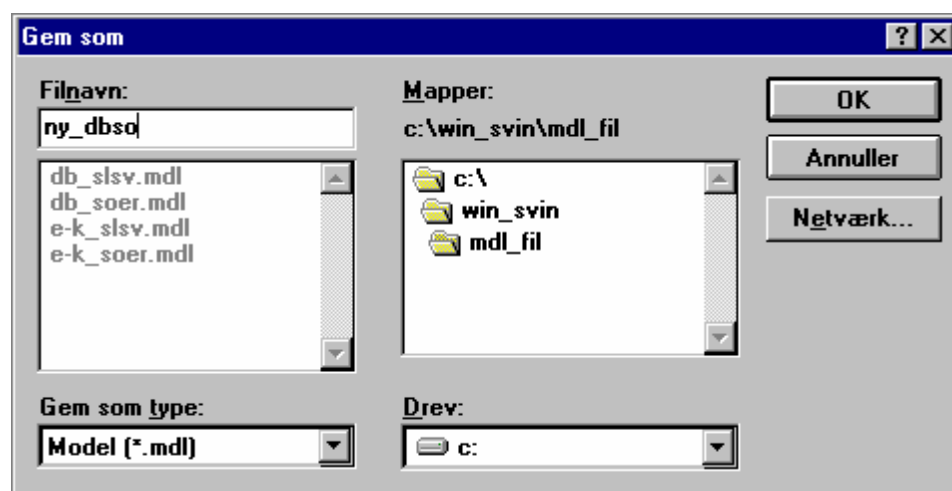 Gem som
Filnavn:
ny_dbso
db_slsv.mdl
db_soer.mdl
e-k_slsv.mdl
e-k_soer.mdl
Gem som type:
Model (*.mdl)
Mapper:
c:\win_svin\mdl_fil
c:\
win_svin
mdl_fil
Drev:
c:
OK
Annuller
Netværk...